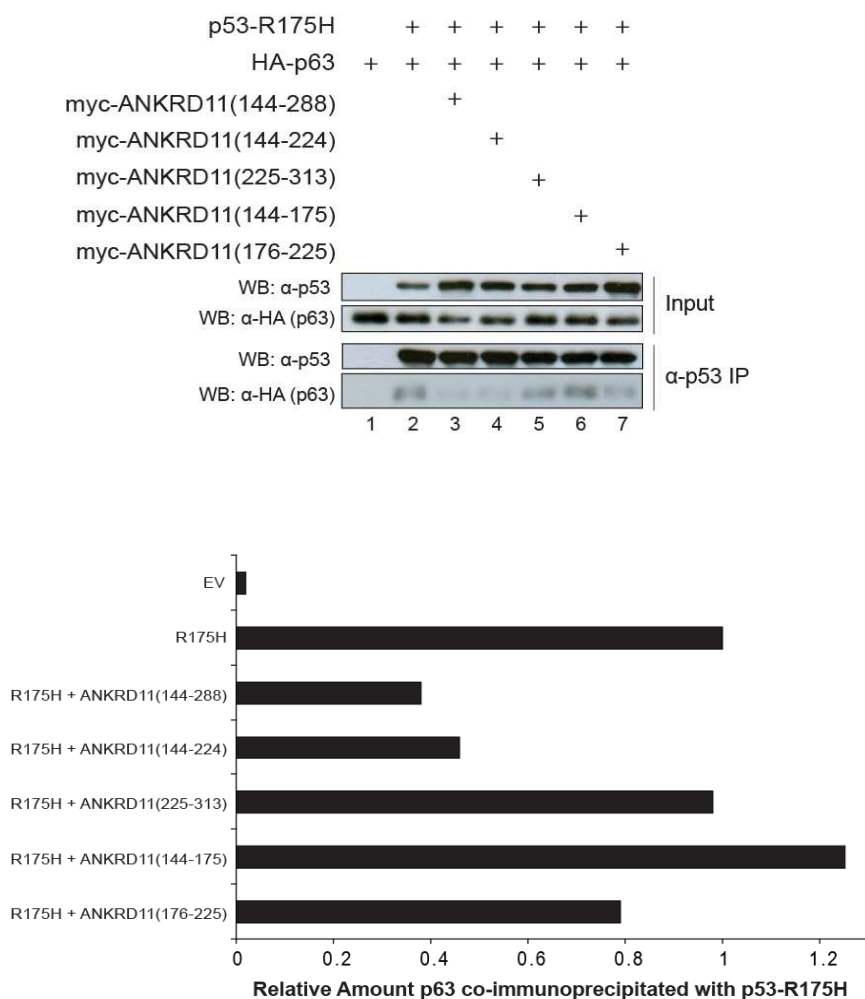 p53-R175H + + + + + +
HA-p63 + + + + + + +
myc-ANKRD11(144-288) +
myc-ANKRD11(144-224) +
myc-ANKRD11(225-313) +
myc-ANKRD11(144-175) +
myc-ANKRD11(176-225) +
WB: α-p53
WB: α-HA (p63)
Input
WB: α-p53
WB: α-HA (p63)
α-p53 IP
1 2 3 4 5 6 7
EV
R175H
R175H + ANKRD11(144-288)
R175H + ANKRD11(144-224)
R175H + ANKRD11(225-313)
R175H + ANKRD11(144-175)
R175H + ANKRD11(176-225)
0 0.2 0.4 0.6 0.8 1 1.2
Relative Amount p63 co-immunoprecipitated with p53-R175H